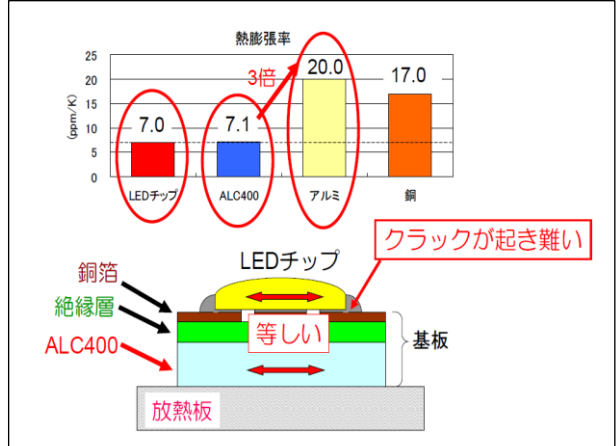 熱膨張率
(ppm/K)
25
20
15
10
5
0
7.0
7.1
3倍
20.0
17.0
LEDチップ
ALC400
アルミ
銅
クラックが起き難い
LEDチップ
銅箔
絶縁層
等しい
ALC400
基板
放熱板